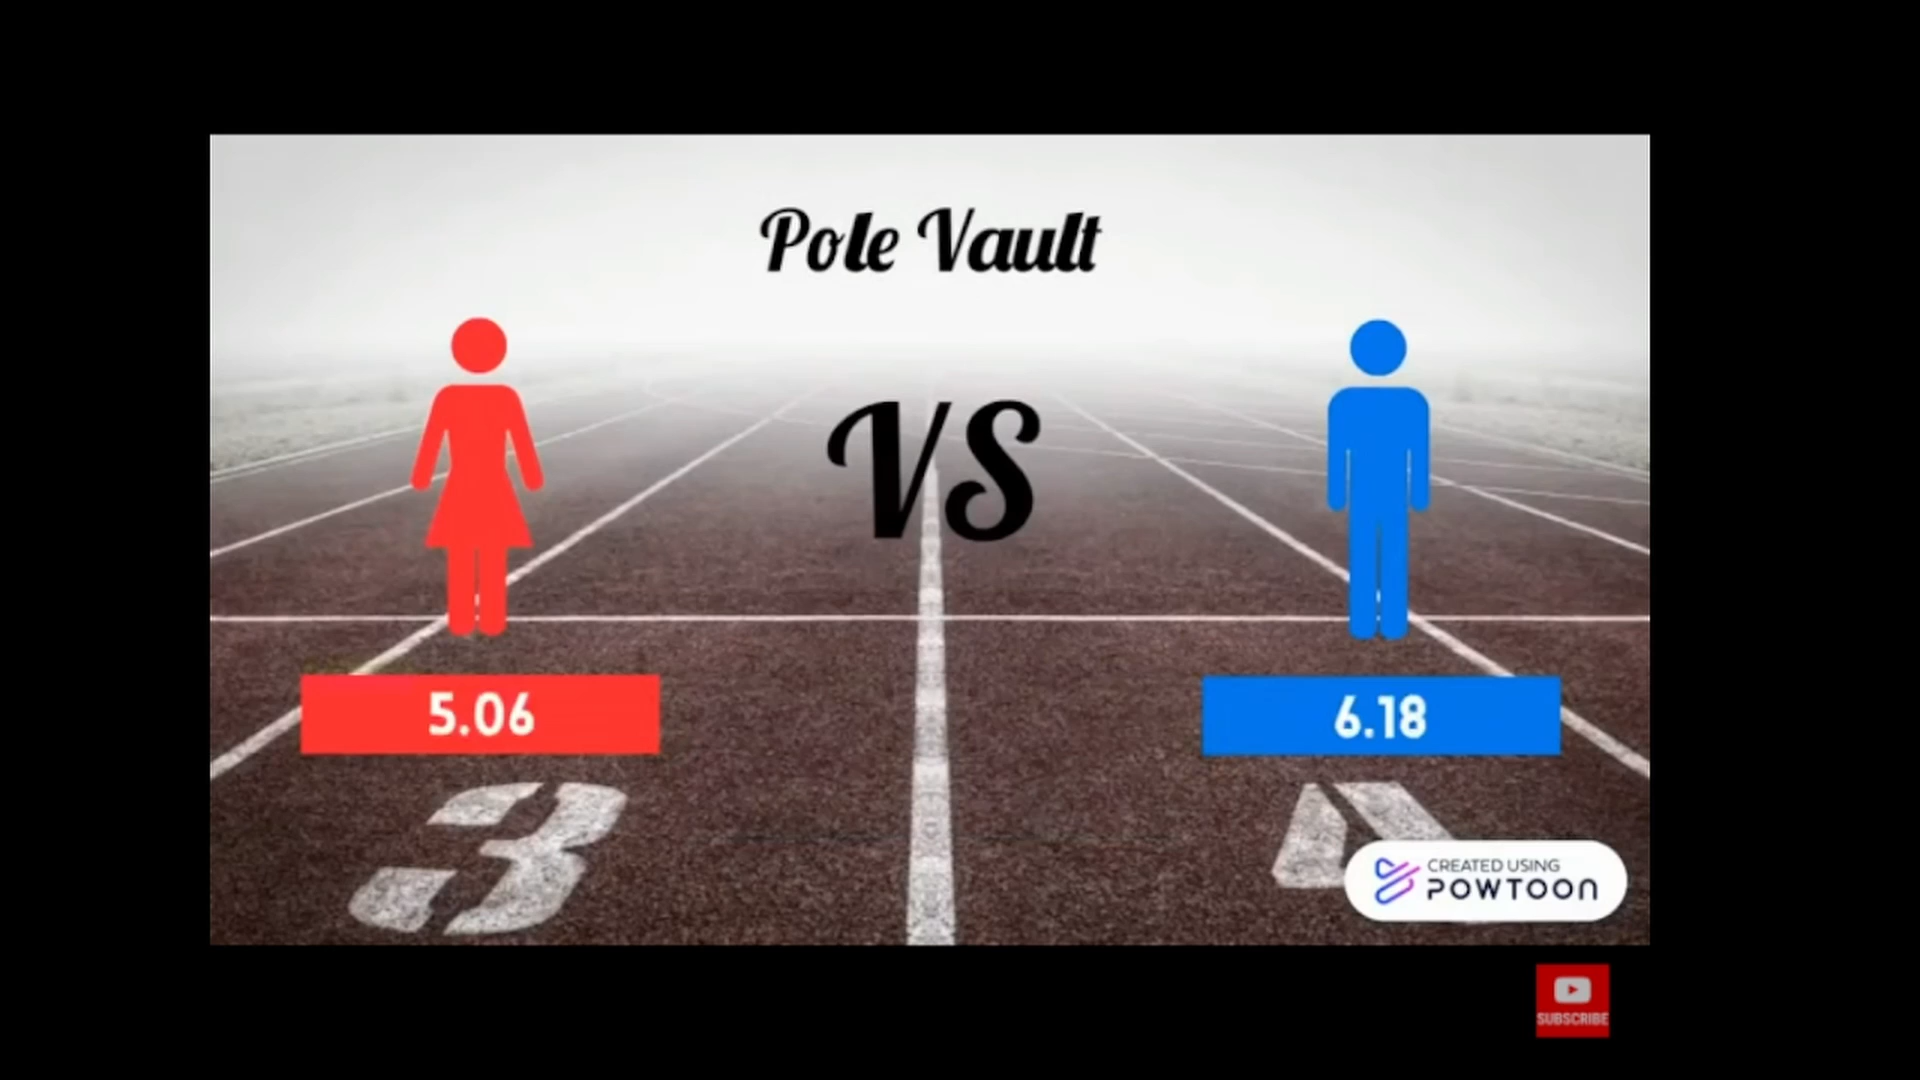 Pole Vault
VS
5.06
6.18
3
CREATED USING
POWTOON
SUBSCRIBE